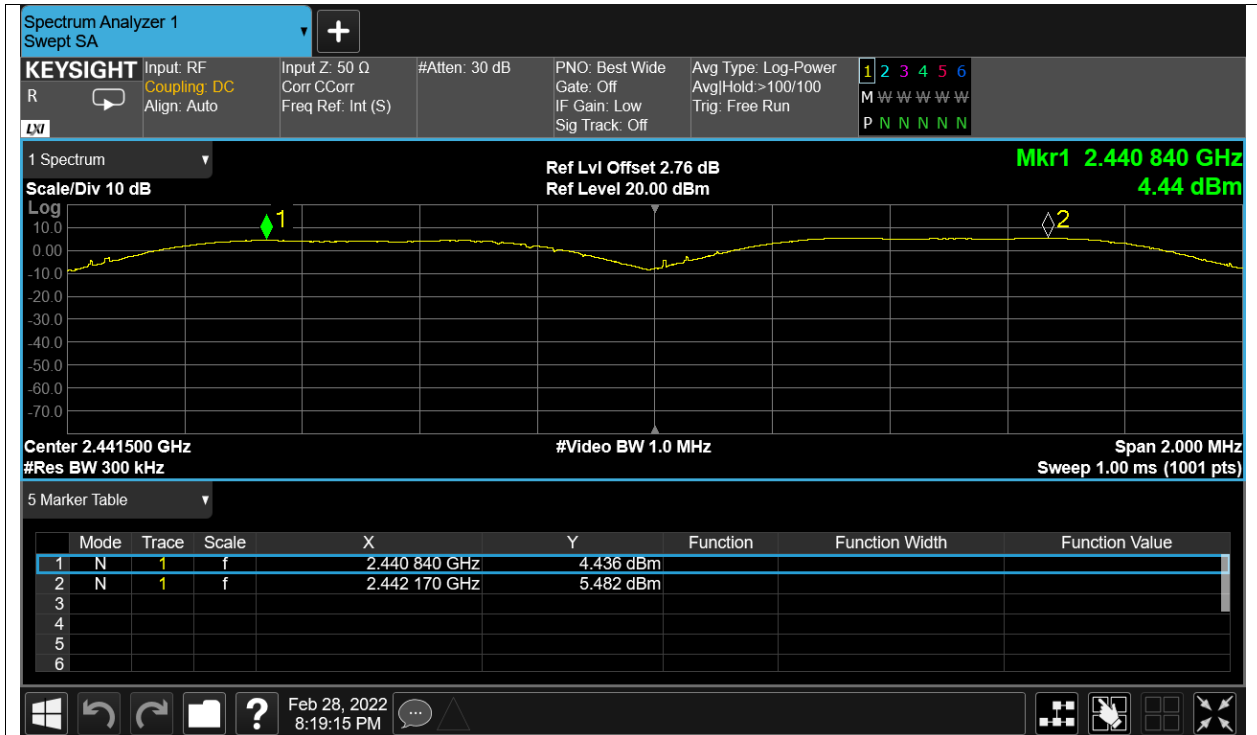 Spectrum Analyzer 1
Swept SA
+
KEYSIGHT
R
LXI
Input: RF
Coupling: DC
Align: Auto
Input Z: 50 Ω
Corr CCorr
Freq Ref: Int (S)
#Atten: 30 dB
PNO: Best Wide
Gate: Off
IF Gain: Low
Sig Track: Off
Avg Type: Log-Power
Avg|Hold:>100/100
Trig: Free Run
1 2 3 4 5 6
M W W W W W
P N N N N N
1 Spectrum
Scale/Div 10 dB
Ref Lvl Offset 2.76 dB
Ref Level 20.00 dBm
Mkr1 2.440 840 GHz
4.44 dBm
Log
1
2
10.0
0.00
-10.0
-20.0
-30.0
-40.0
-50.0
-60.0
-70.0
Center 2.441500 GHz
#Video BW 1.0 MHz
Span 2.000 MHz
#Res BW 300 kHz
Sweep 1.00 ms (1001 pts)
5 Marker Table
Mode Trace Scale X Y Function Function Width Function Value
1 N 1 f 2.440 840 GHz 4.436 dBm
2 N 1 f 2.442 170 GHz 5.482 dBm
3
4
5
6
?
Feb 28, 2022
8:19:15 PM